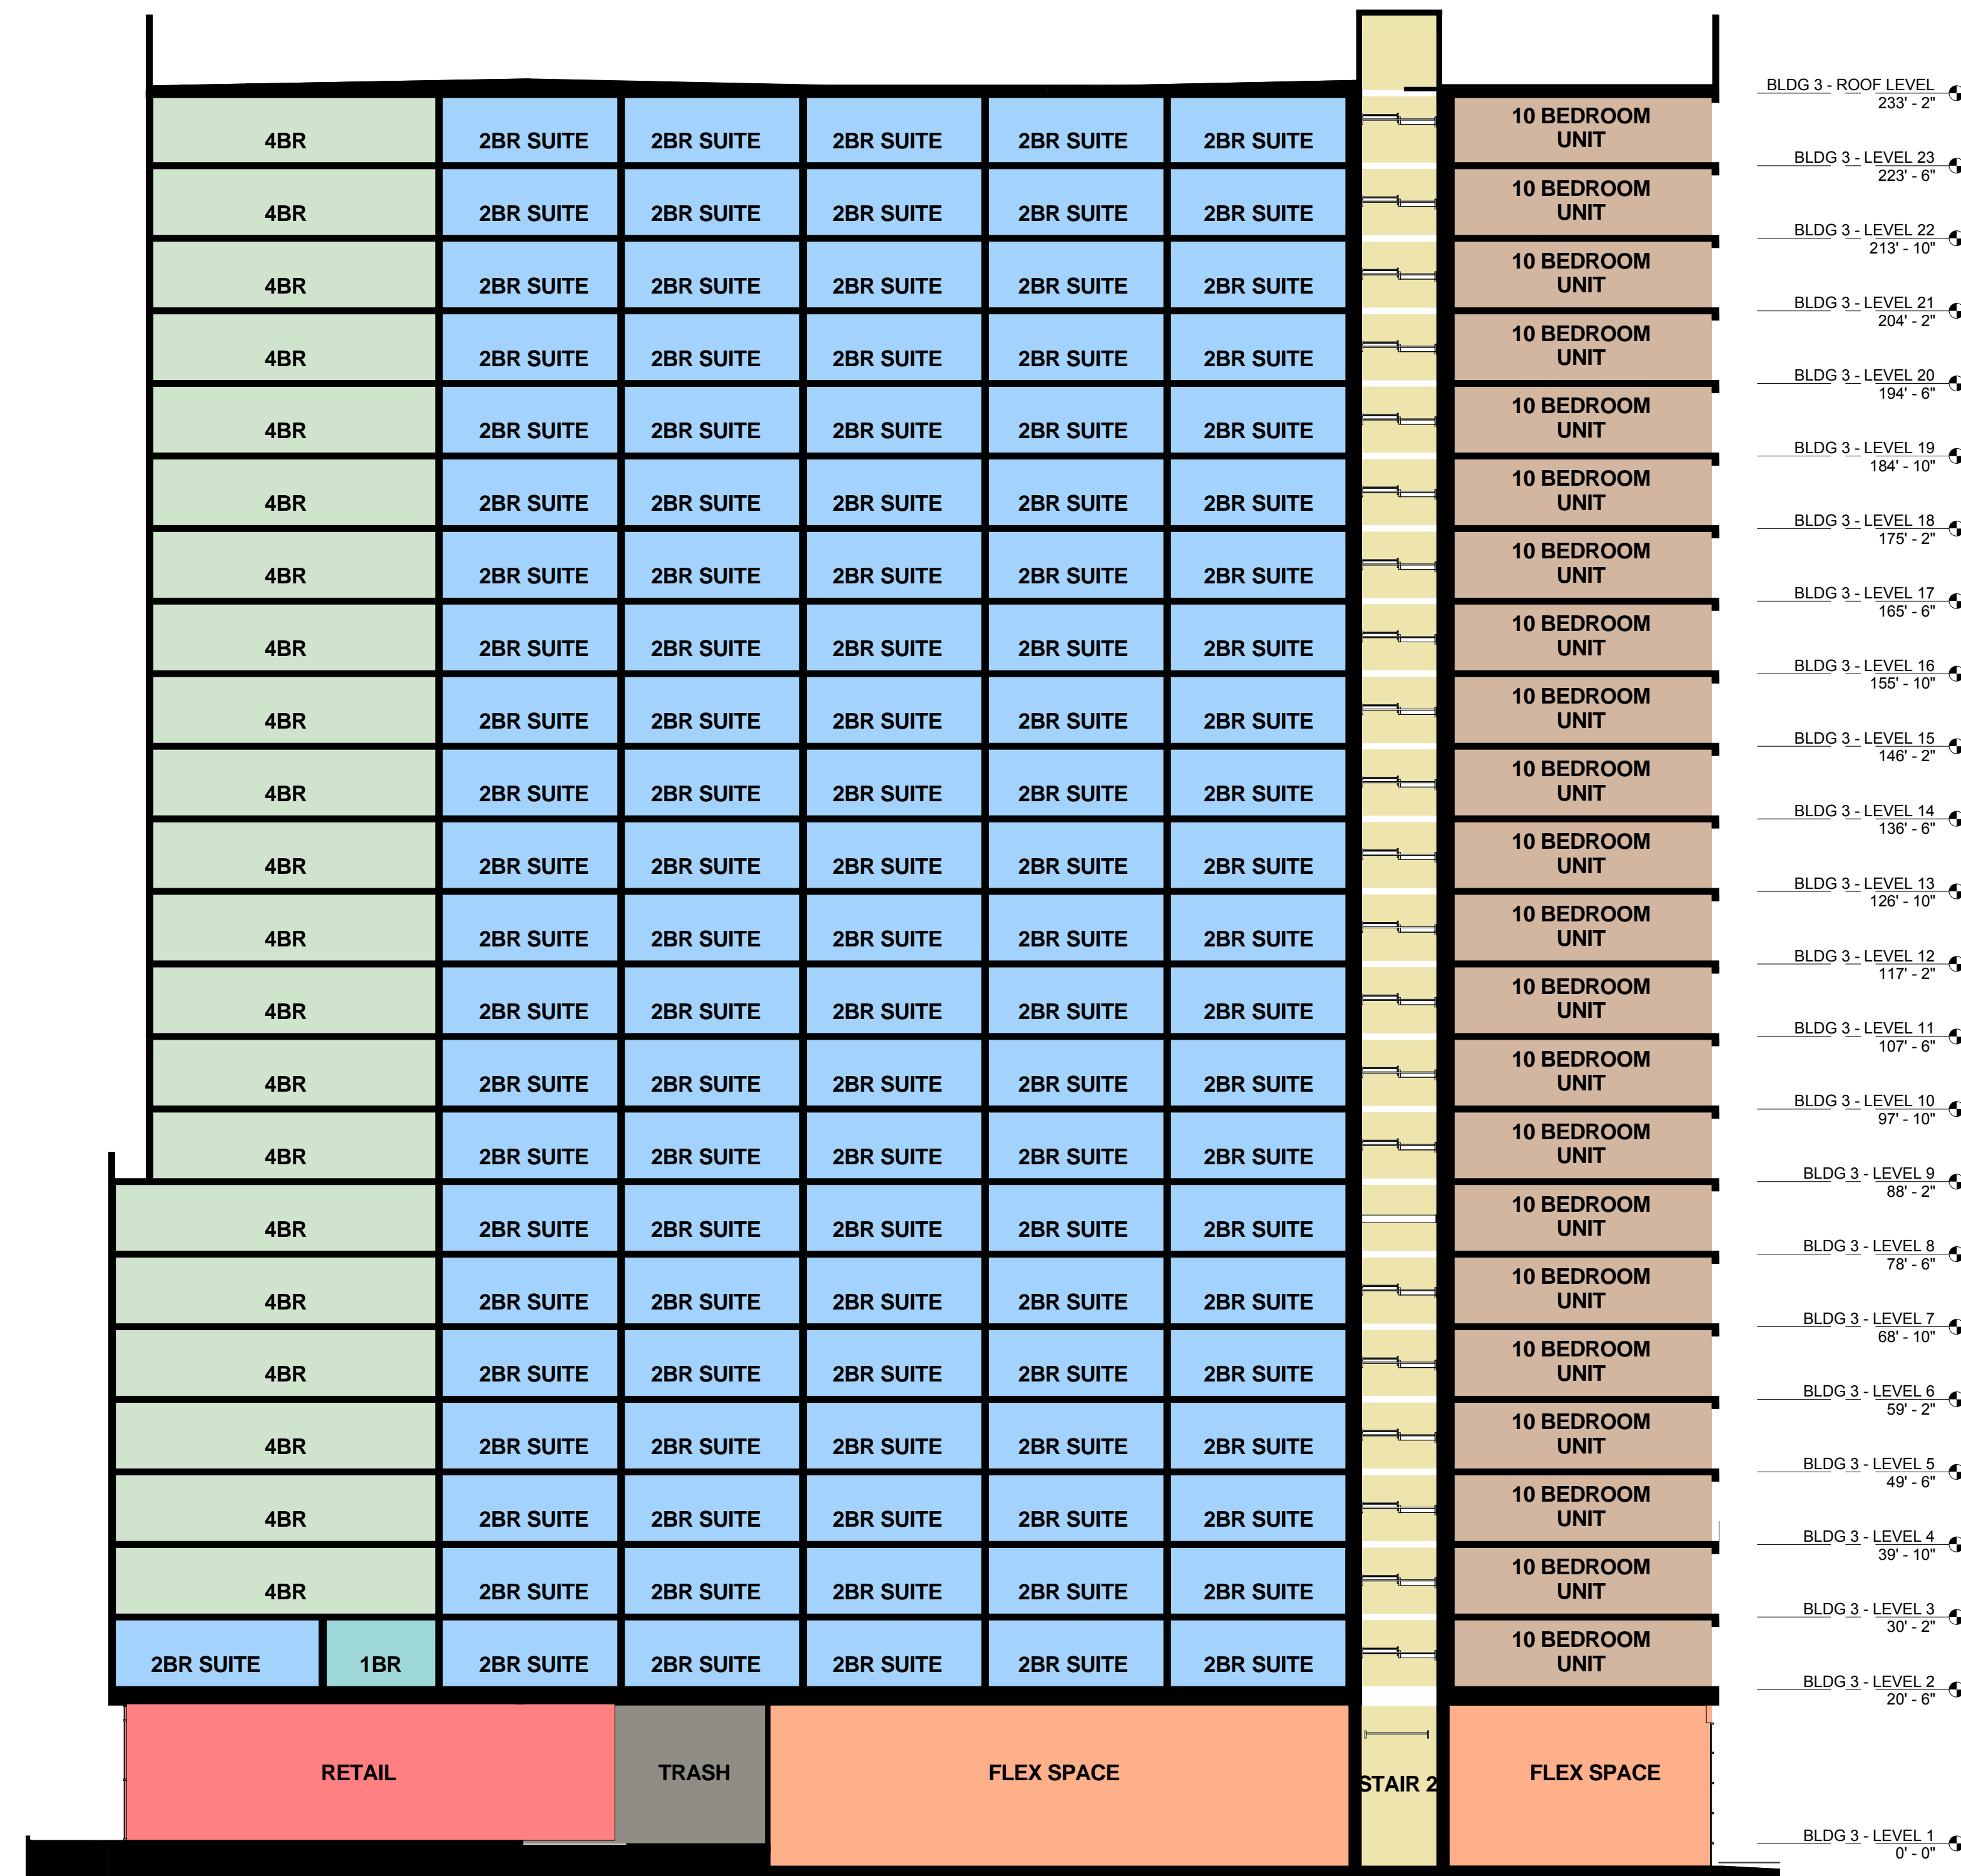 BLDG 3 - ROOF LEVEL
233' - 2"
4BR 2BR SUITE 2BR SUITE 2BR SUITE 2BR SUITE 2BR SUITE 10 BEDROOM
UNIT
BLDG 3 - LEVEL 23
223' - 6"
4BR 2BR SUITE 2BR SUITE 2BR SUITE 2BR SUITE 2BR SUITE 10 BEDROOM
UNIT
BLDG 3 - LEVEL 22
213' - 10"
4BR 2BR SUITE 2BR SUITE 2BR SUITE 2BR SUITE 2BR SUITE 10 BEDROOM
UNIT
BLDG 3 - LEVEL 21
204' - 2"
4BR 2BR SUITE 2BR SUITE 2BR SUITE 2BR SUITE 2BR SUITE 10 BEDROOM
UNIT
BLDG 3 - LEVEL 20
194' - 6"
4BR 2BR SUITE 2BR SUITE 2BR SUITE 2BR SUITE 2BR SUITE 10 BEDROOM
UNIT
BLDG 3 - LEVEL 19
184' - 10"
4BR 2BR SUITE 2BR SUITE 2BR SUITE 2BR SUITE 2BR SUITE 10 BEDROOM
UNIT
BLDG 3 - LEVEL 18
175' - 2"
4BR 2BR SUITE 2BR SUITE 2BR SUITE 2BR SUITE 2BR SUITE 10 BEDROOM
UNIT
BLDG 3 - LEVEL 17
165' - 6"
4BR 2BR SUITE 2BR SUITE 2BR SUITE 2BR SUITE 2BR SUITE 10 BEDROOM
UNIT
BLDG 3 - LEVEL 16
155' - 10"
4BR 2BR SUITE 2BR SUITE 2BR SUITE 2BR SUITE 2BR SUITE 10 BEDROOM
UNIT
BLDG 3 - LEVEL 15
146' - 2"
4BR 2BR SUITE 2BR SUITE 2BR SUITE 2BR SUITE 2BR SUITE 10 BEDROOM
UNIT
BLDG 3 - LEVEL 14
136' - 6"
4BR 2BR SUITE 2BR SUITE 2BR SUITE 2BR SUITE 2BR SUITE 10 BEDROOM
UNIT
BLDG 3 - LEVEL 13
126' - 10"
4BR 2BR SUITE 2BR SUITE 2BR SUITE 2BR SUITE 2BR SUITE 10 BEDROOM
UNIT
BLDG 3 - LEVEL 12
117' - 2"
4BR 2BR SUITE 2BR SUITE 2BR SUITE 2BR SUITE 2BR SUITE 10 BEDROOM
UNIT
BLDG 3 - LEVEL 11
107' - 6"
4BR 2BR SUITE 2BR SUITE 2BR SUITE 2BR SUITE 2BR SUITE 10 BEDROOM
UNIT
BLDG 3 - LEVEL 10
97' - 10"
4BR 2BR SUITE 2BR SUITE 2BR SUITE 2BR SUITE 2BR SUITE 10 BEDROOM
UNIT
BLDG 3 - LEVEL 9
88' - 2"
4BR 2BR SUITE 2BR SUITE 2BR SUITE 2BR SUITE 2BR SUITE 10 BEDROOM
UNIT
BLDG 3 - LEVEL 8
78' - 6"
4BR 2BR SUITE 2BR SUITE 2BR SUITE 2BR SUITE 2BR SUITE 10 BEDROOM
UNIT
BLDG 3 - LEVEL 7
68' - 10"
4BR 2BR SUITE 2BR SUITE 2BR SUITE 2BR SUITE 2BR SUITE 10 BEDROOM
UNIT
BLDG 3 - LEVEL 6
59' - 2"
4BR 2BR SUITE 2BR SUITE 2BR SUITE 2BR SUITE 2BR SUITE 10 BEDROOM
UNIT
BLDG 3 - LEVEL 5
49' - 6"
4BR 2BR SUITE 2BR SUITE 2BR SUITE 2BR SUITE 2BR SUITE 10 BEDROOM
UNIT
BLDG 3 - LEVEL 4
39' - 10"
4BR 2BR SUITE 2BR SUITE 2BR SUITE 2BR SUITE 2BR SUITE 10 BEDROOM
UNIT
BLDG 3 - LEVEL 3
30' - 2"
2BR SUITE 1BR 2BR SUITE 2BR SUITE 2BR SUITE 2BR SUITE 2BR SUITE 10 BEDROOM
UNIT
BLDG 3 - LEVEL 2
20' - 6"
RETAIL TRASH FLEX SPACE STAIR 2 FLEX SPACE
BLDG 3 - LEVEL 1
0' - 0"